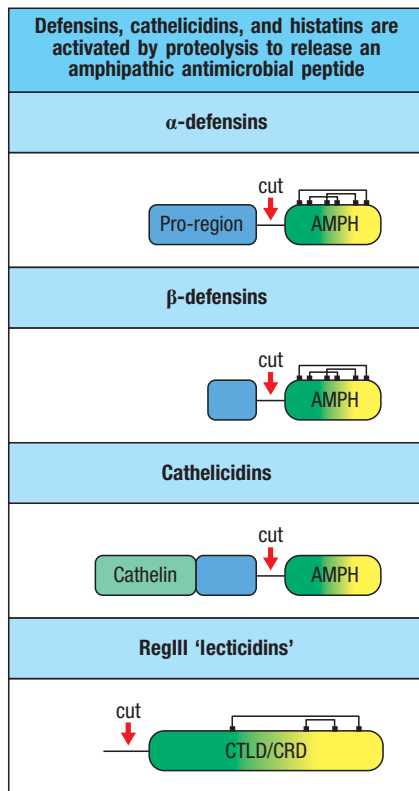 Defensins, cathelicidins, and histatins are
activated by proteolysis to release an
amphipathic antimicrobial peptide
α-defensins
cut
Pro-region
AMPH
β-defensins
cut
AMPH
Cathelicidins
cut
Cathelin
AMPH
RegIII ‘lecticidins’
cut
CTLD/CRD